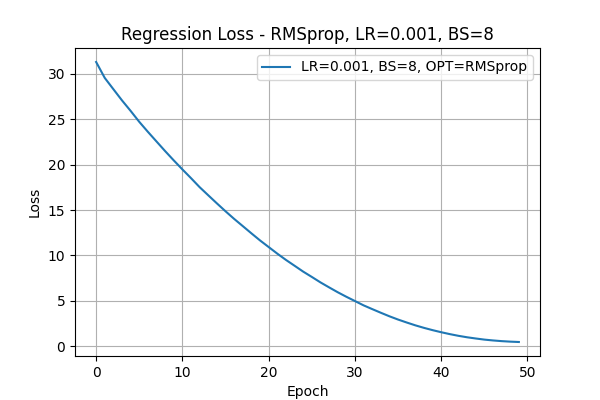 Regression Loss - RMSprop, LR=0.001, BS=8
LR=0.001, BS=8, OPT=RMSprop
Loss
30
25
20
15
10
5
0
0 10 20 30 40 50
Epoch